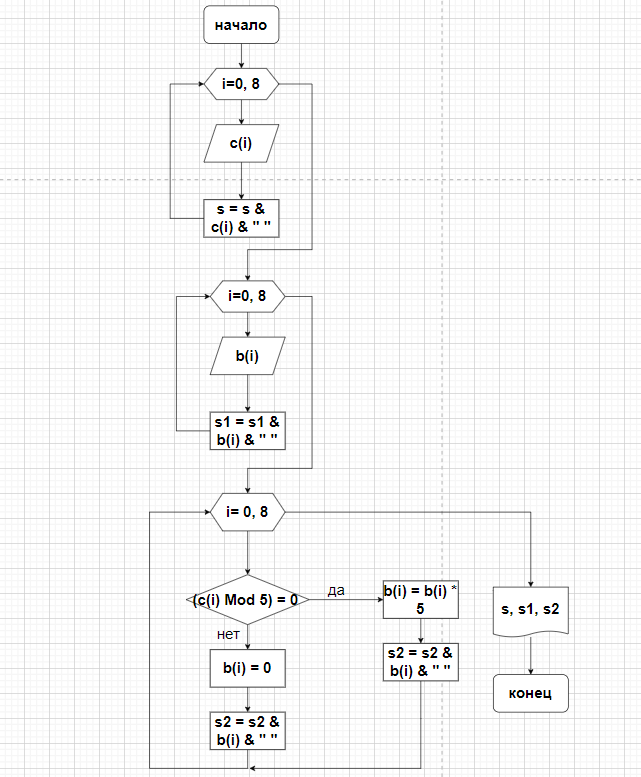 начало
i=0, 8
c(i)
s = s &
c(i) & " "
i=0, 8
b(i)
s1 = s1 &
b(i) & " "
i= 0, 8
(c(i) Mod 5) = 0
да
b(i) = b(i) *
5
s2 = s2 &
b(i) & " "
нет
b(i) = 0
s2 = s2 &
b(i) & " "
s, s1, s2
конец